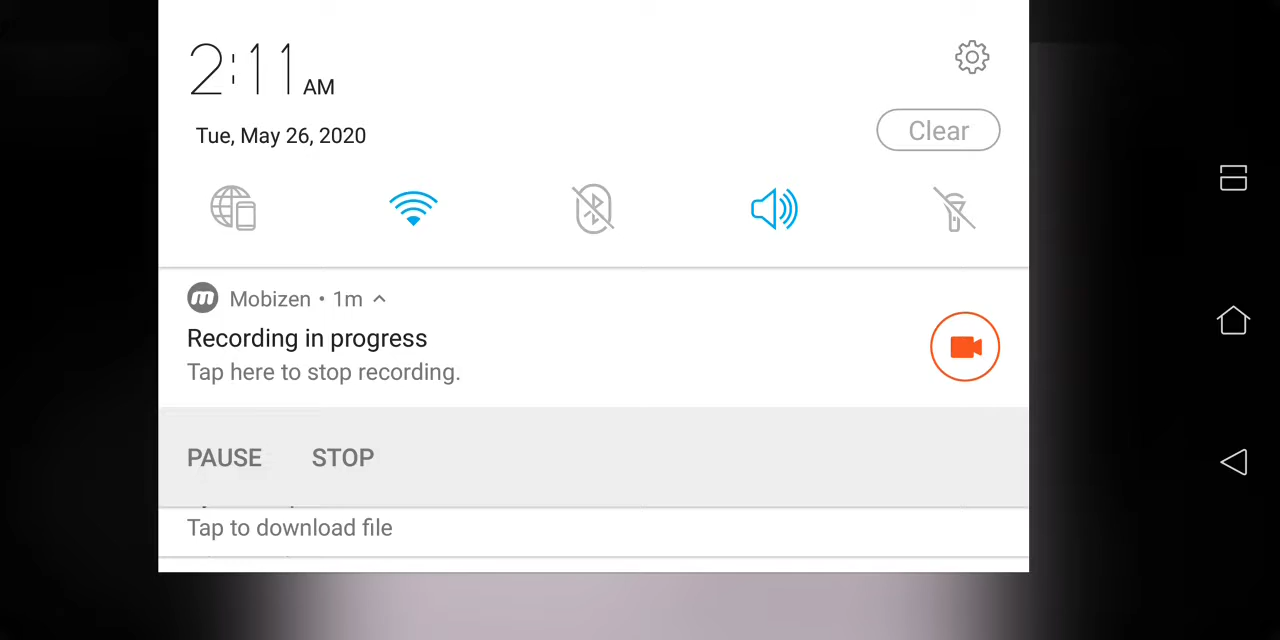 2:11 AM
Tue, May 26, 2020
Clear
Mobizen • 1m
Recording in progress
Tap here to stop recording.
PAUSE STOP
Tap to download file